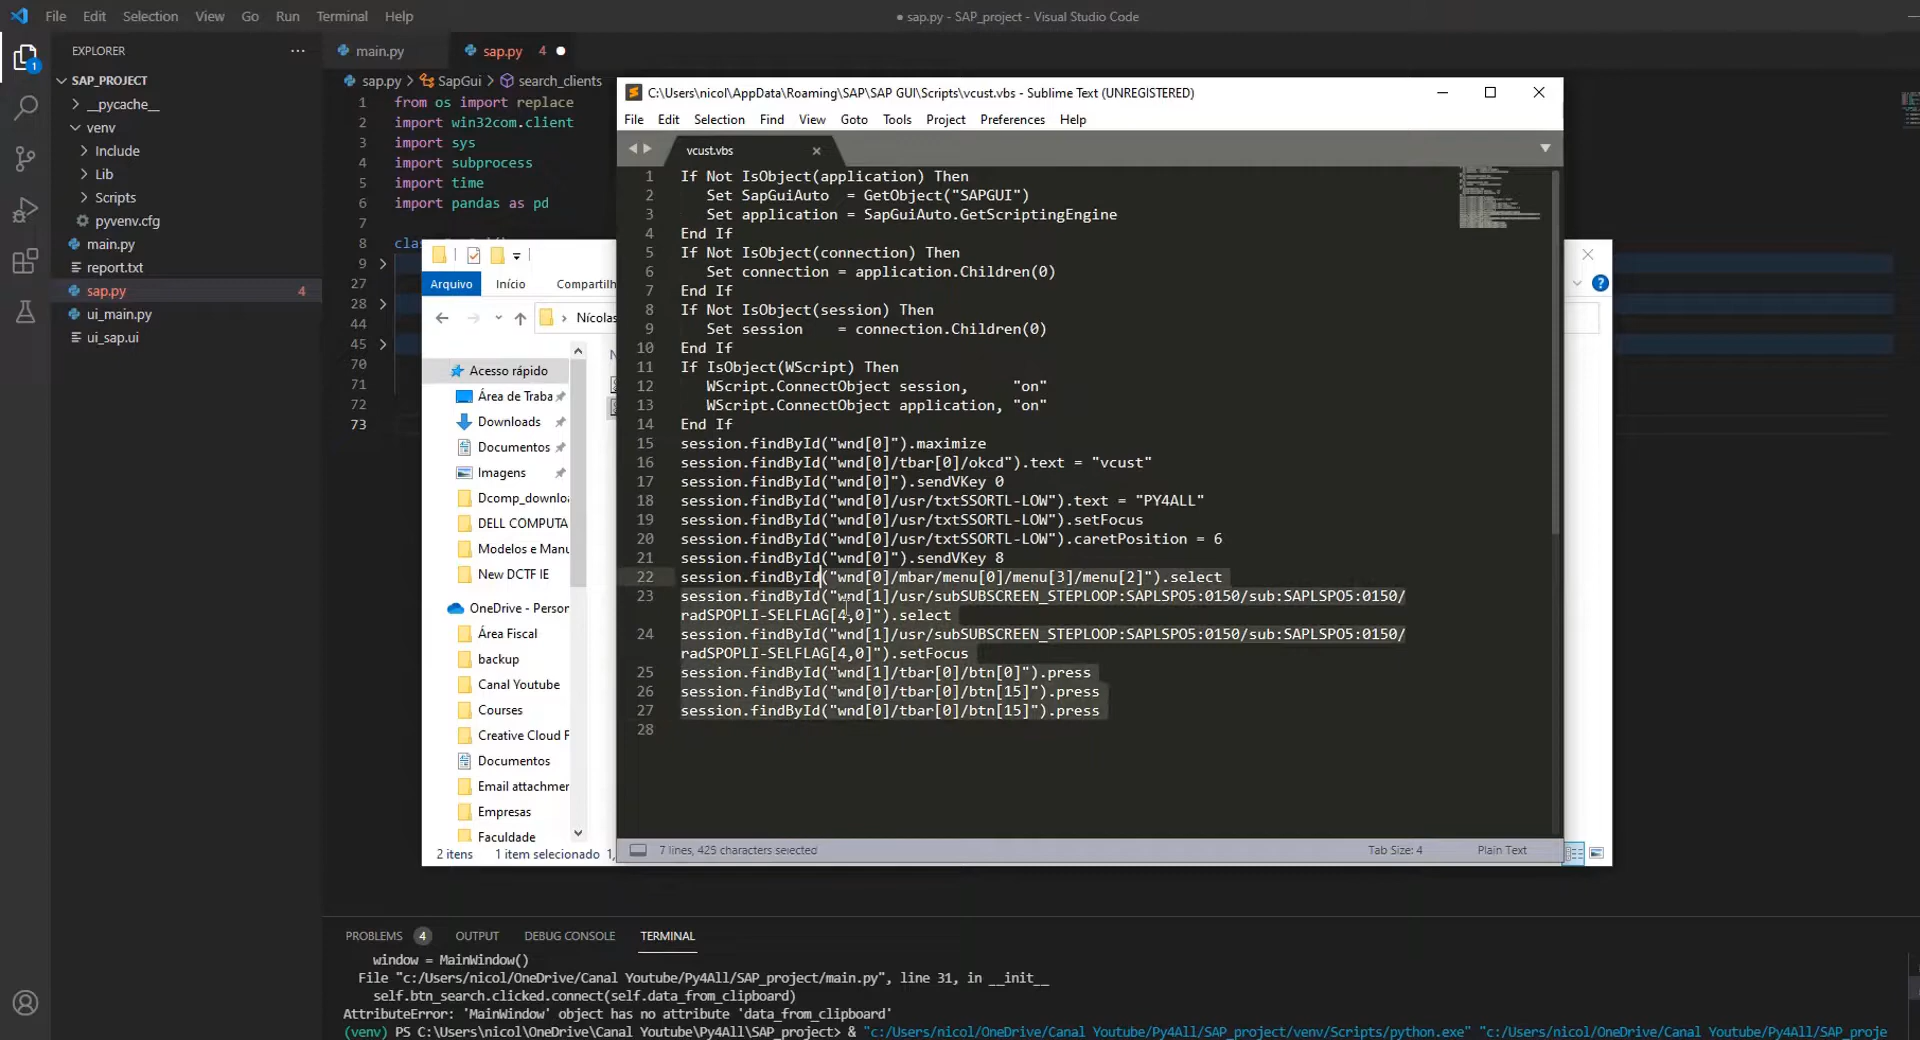 File Edit Selection View Go Run Terminal Help
● sap.py - SAP_project - Visual Studio Code
EXPLORER
1
SAP_PROJECT
__pycache__
venv
Include
Lib
Scripts
pyvenv.cfg
main.py
report.txt
sap.py 4
ui_main.py
ui_sap.ui
main.py sap.py 4
sap.py > SapGui > search_clients
1 from os import replace
2 import win32com.client
3 import sys
4 import subprocess
5 import time
6 import pandas as pd
7
8 clas
9
27
28
44
45
70
71
72
73
Arquivo Início Compartilh
Nícolas
Acesso rápido
Área de Traba
Downloads
Documentos
Imagens
Dcomp_downlo
DELL COMPUTA
Modelos e Manu
New DCTF IE
OneDrive - Person
Área Fiscal
backup
Canal Youtube
Courses
Creative Cloud F
Documentos
Email attachmen
Empresas
Faculdade
2 itens 1 item selecionado 1,
C:\Users\nicol\AppData\Roaming\SAP\SAP GUI\Scripts\vcust.vbs - Sublime Text (UNREGISTERED)
File Edit Selection Find View Goto Tools Project Preferences Help
vcust.vbs
1 If Not IsObject(application) Then
2 Set SapGuiAuto  = GetObject("SAPGUI")
3 Set application = SapGuiAuto.GetScriptingEngine
4 End If
5 If Not IsObject(connection) Then
6 Set connection = application.Children(0)
7 End If
8 If Not IsObject(session) Then
9 Set session    = connection.Children(0)
10 End If
11 If IsObject(WScript) Then
12 WScript.ConnectObject session,     "on"
13 WScript.ConnectObject application, "on"
14 End If
15 session.findById("wnd[0]").maximize
16 session.findById("wnd[0]/tbar[0]/okcd").text = "vcust"
17 session.findById("wnd[0]").sendVKey 0
18 session.findById("wnd[0]/usr/txtSSORTL-LOW").text = "PY4ALL"
19 session.findById("wnd[0]/usr/txtSSORTL-LOW").setFocus
20 session.findById("wnd[0]/usr/txtSSORTL-LOW").caretPosition = 6
21 session.findById("wnd[0]").sendVKey 8
22 session.findById("wnd[0]/mbar/menu[0]/menu[3]/menu[2]").select
23 session.findById("wnd[1]/usr/subSUBSCREEN_STEPLOOP:SAPLSPO5:0150/sub:SAPLSPO5:0150/
radSPOPLI-SELFLAG[4,0]").select
24 session.findById("wnd[1]/usr/subSUBSCREEN_STEPLOOP:SAPLSPO5:0150/sub:SAPLSPO5:0150/
radSPOPLI-SELFLAG[4,0]").setFocus
25 session.findById("wnd[1]/tbar[0]/btn[0]").press
26 session.findById("wnd[0]/tbar[0]/btn[15]").press
27 session.findById("wnd[0]/tbar[0]/btn[15]").press
28
7 lines, 425 characters selected Tab Size: 4 Plain Text
PROBLEMS 4 OUTPUT DEBUG CONSOLE TERMINAL
window = MainWindow()
File "c:/Users/nicol/OneDrive/Canal Youtube/Py4All/SAP_project/main.py", line 31, in __init__
self.btn_search.clicked.connect(self.data_from_clipboard)
AttributeError: 'MainWindow' object has no attribute 'data_from_clipboard'
(venv) PS C:\Users\nicol\OneDrive\Canal Youtube\Py4All\SAP_project> & "c:/Users/nicol/OneDrive/Canal Youtube/Py4All/SAP_project/venv/Scripts/python.exe" "c:/Users/nicol/OneDrive/Canal Youtube/Py4All/SAP_proje